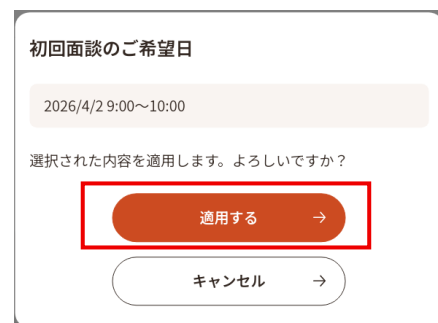 初回面談のご希望日
2026/4/2 9:00～10:00
選択された内容を適用します。よろしいですか？
適用する →
キャンセル →